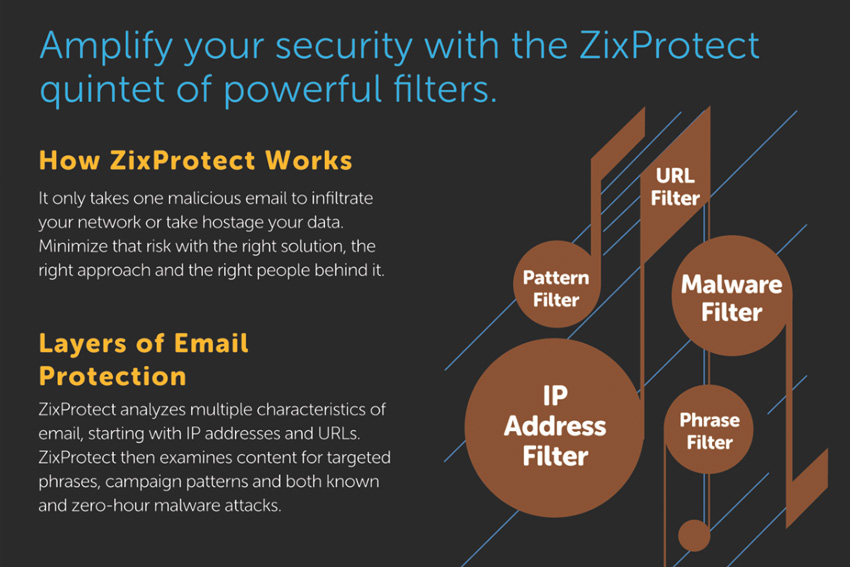 Amplify your security with the ZixProtect
quintet of powerful filters.
How ZixProtect Works
It only takes one malicious email to infiltrate
your network or take hostage your data.
Minimize that risk with the right solution, the
right approach and the right people behind it.
Layers of Email
Protection
ZixProtect analyzes multiple characteristics of
email, starting with IP addresses and URLs.
ZixProtect then examines content for targeted
phrases, campaign patterns and both known
and zero-hour malware attacks.
URL
Filter
Pattern
Filter
Malware
Filter
IP
Address
Filter
Phrase
Filter